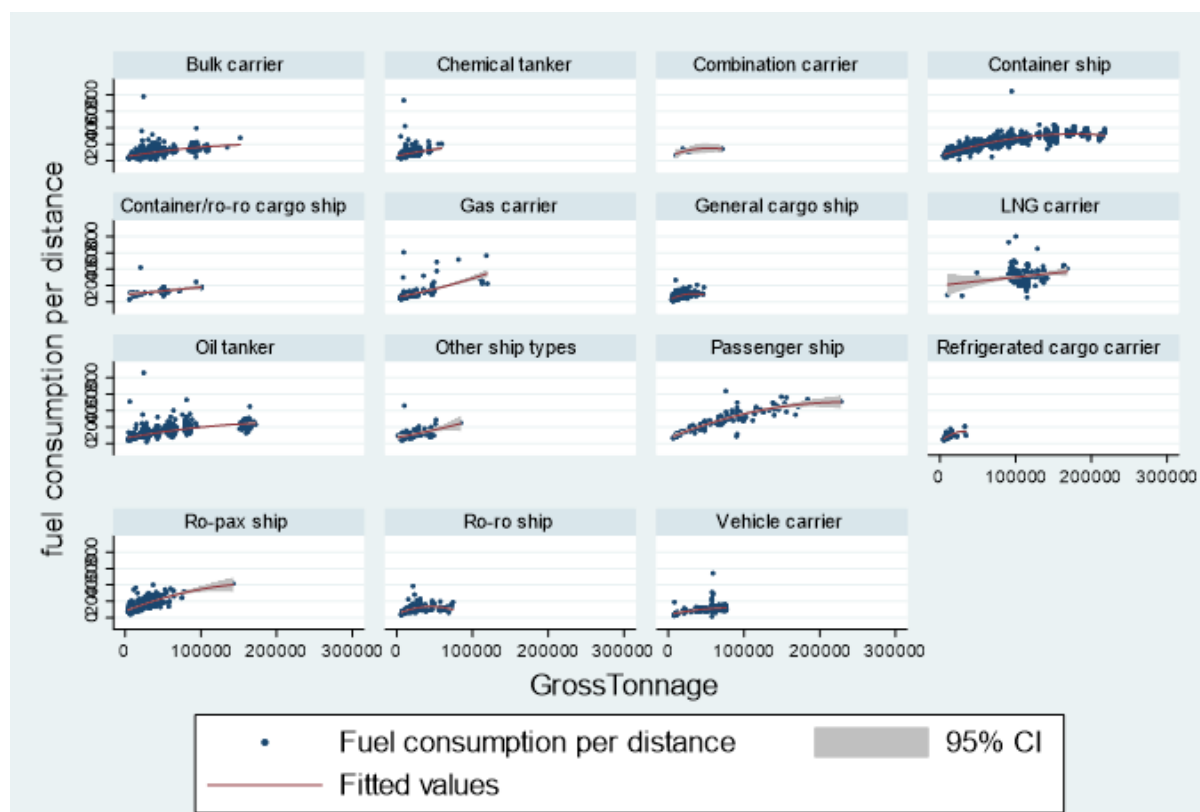 fuel consumption per distance
Bulk carrier Chemical tanker Combination carrier Container ship
Container/ro-ro cargo ship Gas carrier General cargo ship LNG carrier
Oil tanker Other ship types Passenger ship Refrigerated cargo carrier
0 100000 200000 300000
Ro-pax ship Ro-ro ship Vehicle carrier
0 100000 200000 300000 0 100000 200000 300000 0 100000 200000 300000
GrossTonnage
Fuel consumption per distance 95% CI
Fitted values